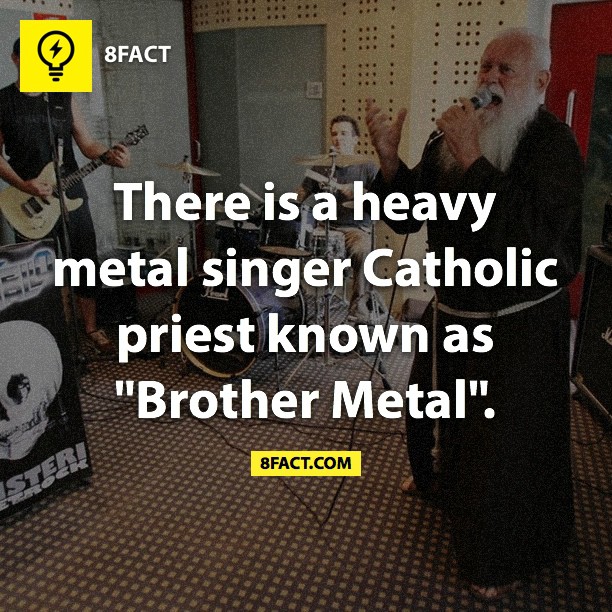 8FACT
There is a heavy
metal singer Catholic
priest known as
"Brother Metal".
8FACT.COM